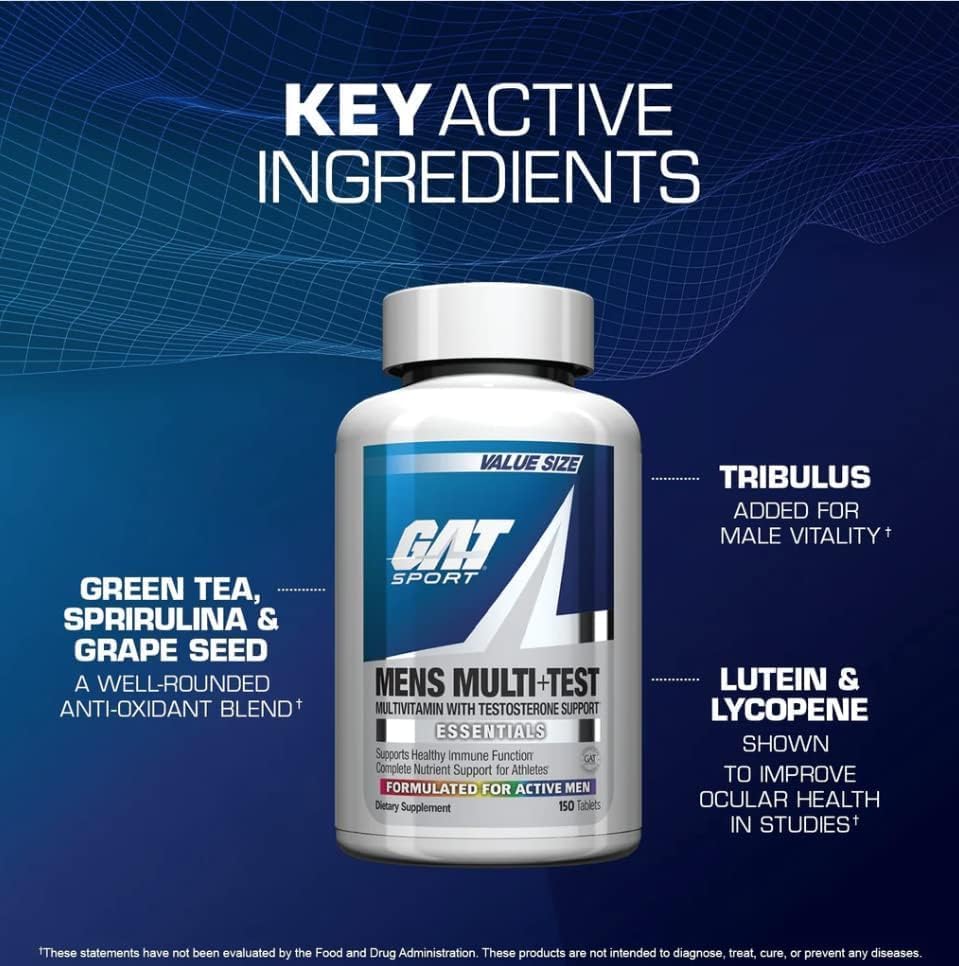 KEY ACTIVE
INGREDIENTS
VALUE SIZE
GAT
SPORT
MENS MULTI+TEST
MULTIVITAMIN WITH TESTOSTERONE SUPPORT
ESSENTIALS
Supports Healthy Immune Function†
Complete Nutrient Support for Athletes†
GAT
FORMULATED FOR ACTIVE MEN
Dietary Supplement
150 Tablets
GREEN TEA,
SPRIRULINA &
GRAPE SEED
A WELL-ROUNDED
ANTI-OXIDANT BLEND†
TRIBULUS
ADDED FOR
MALE VITALITY†
LUTEIN &
LYCOPENE
SHOWN
TO IMPROVE
OCULAR HEALTH
IN STUDIES†
†These statements have not been evaluated by the Food and Drug Administration. These products are not intended to diagnose, treat, cure, or prevent any diseases.